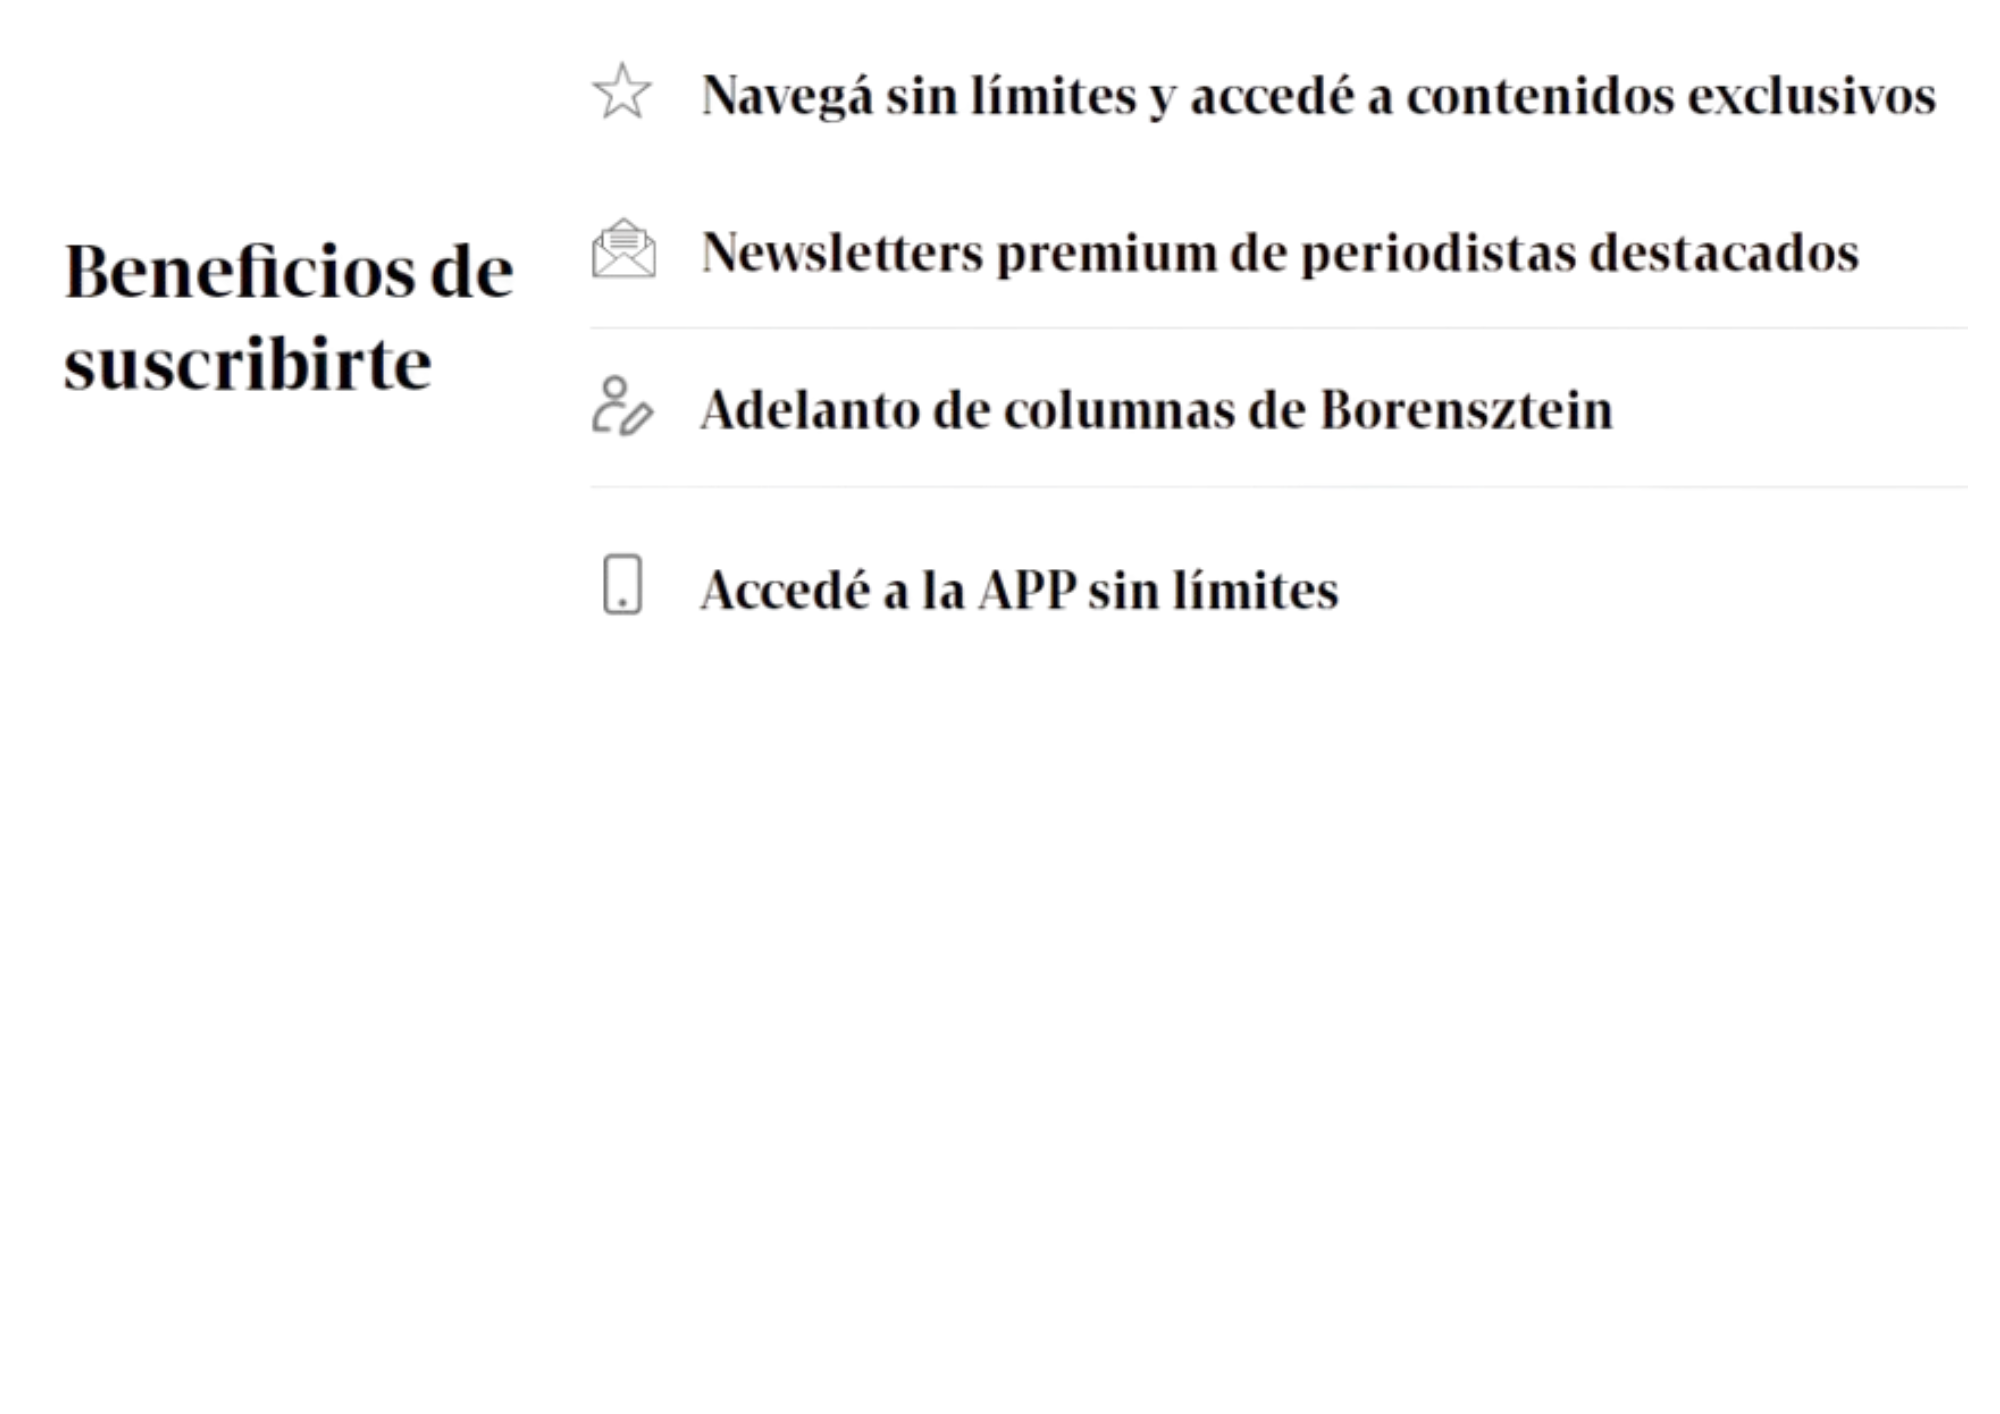 Beneficios de
suscribirte
Navegá sin límites y accedé a contenidos exclusivos
Newsletters premium de periodistas destacados
Adelanto de columnas de Borensztein
Accedé a la APP sin límites